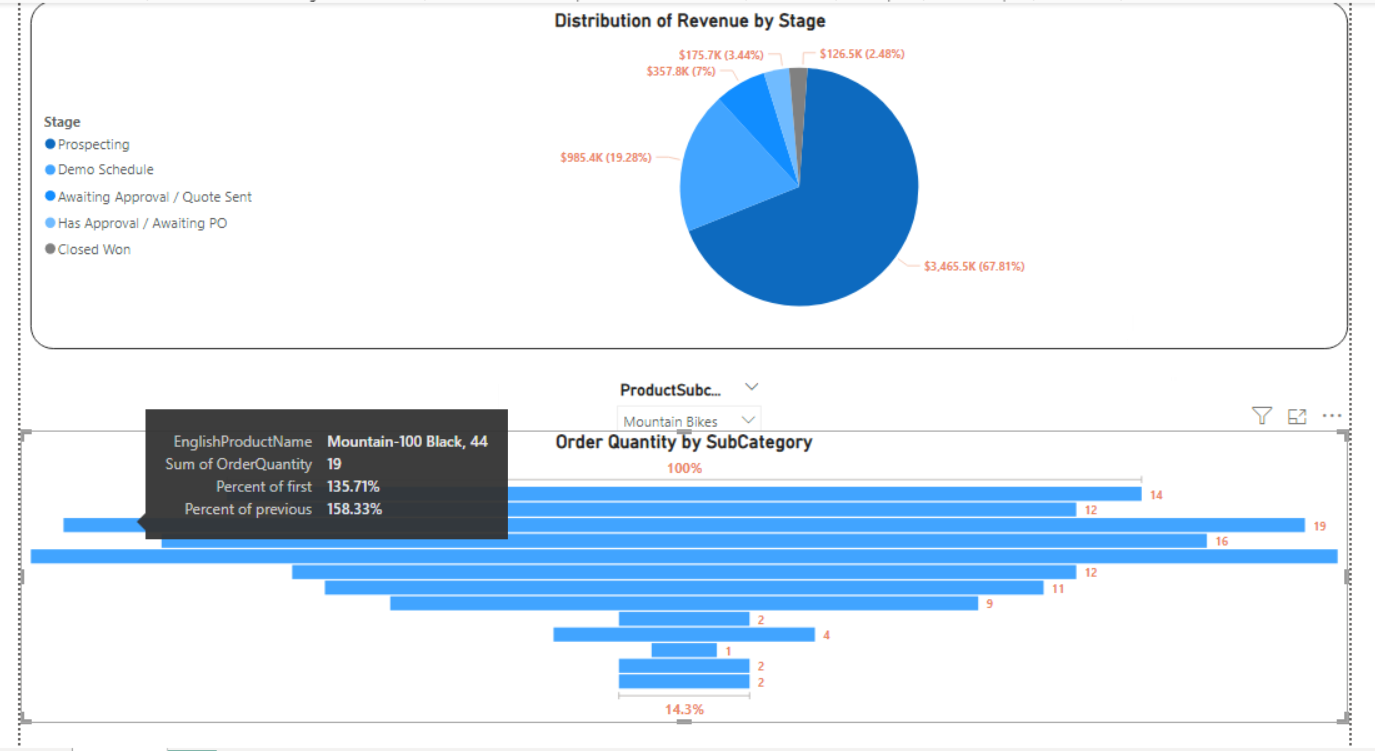 Distribution of Revenue by Stage
$175.7K (3.44%)
$126.5K (2.48%)
$357.8K (7%)
Stage
Prospecting
Demo Schedule
Awaiting Approval / Quote Sent
Has Approval / Awaiting PO
Closed Won
$985.4K (19.28%)
$3,465.5K (67.81%)
ProductSubc...
Mountain Bikes
Order Quantity by SubCategory
EnglishProductName Mountain-100 Black, 44
Sum of OrderQuantity 19
Percent of first 135.71%
Percent of previous 158.33%
100%
14
12
19
16
12
11
9
2
4
1
2
2
14.3%